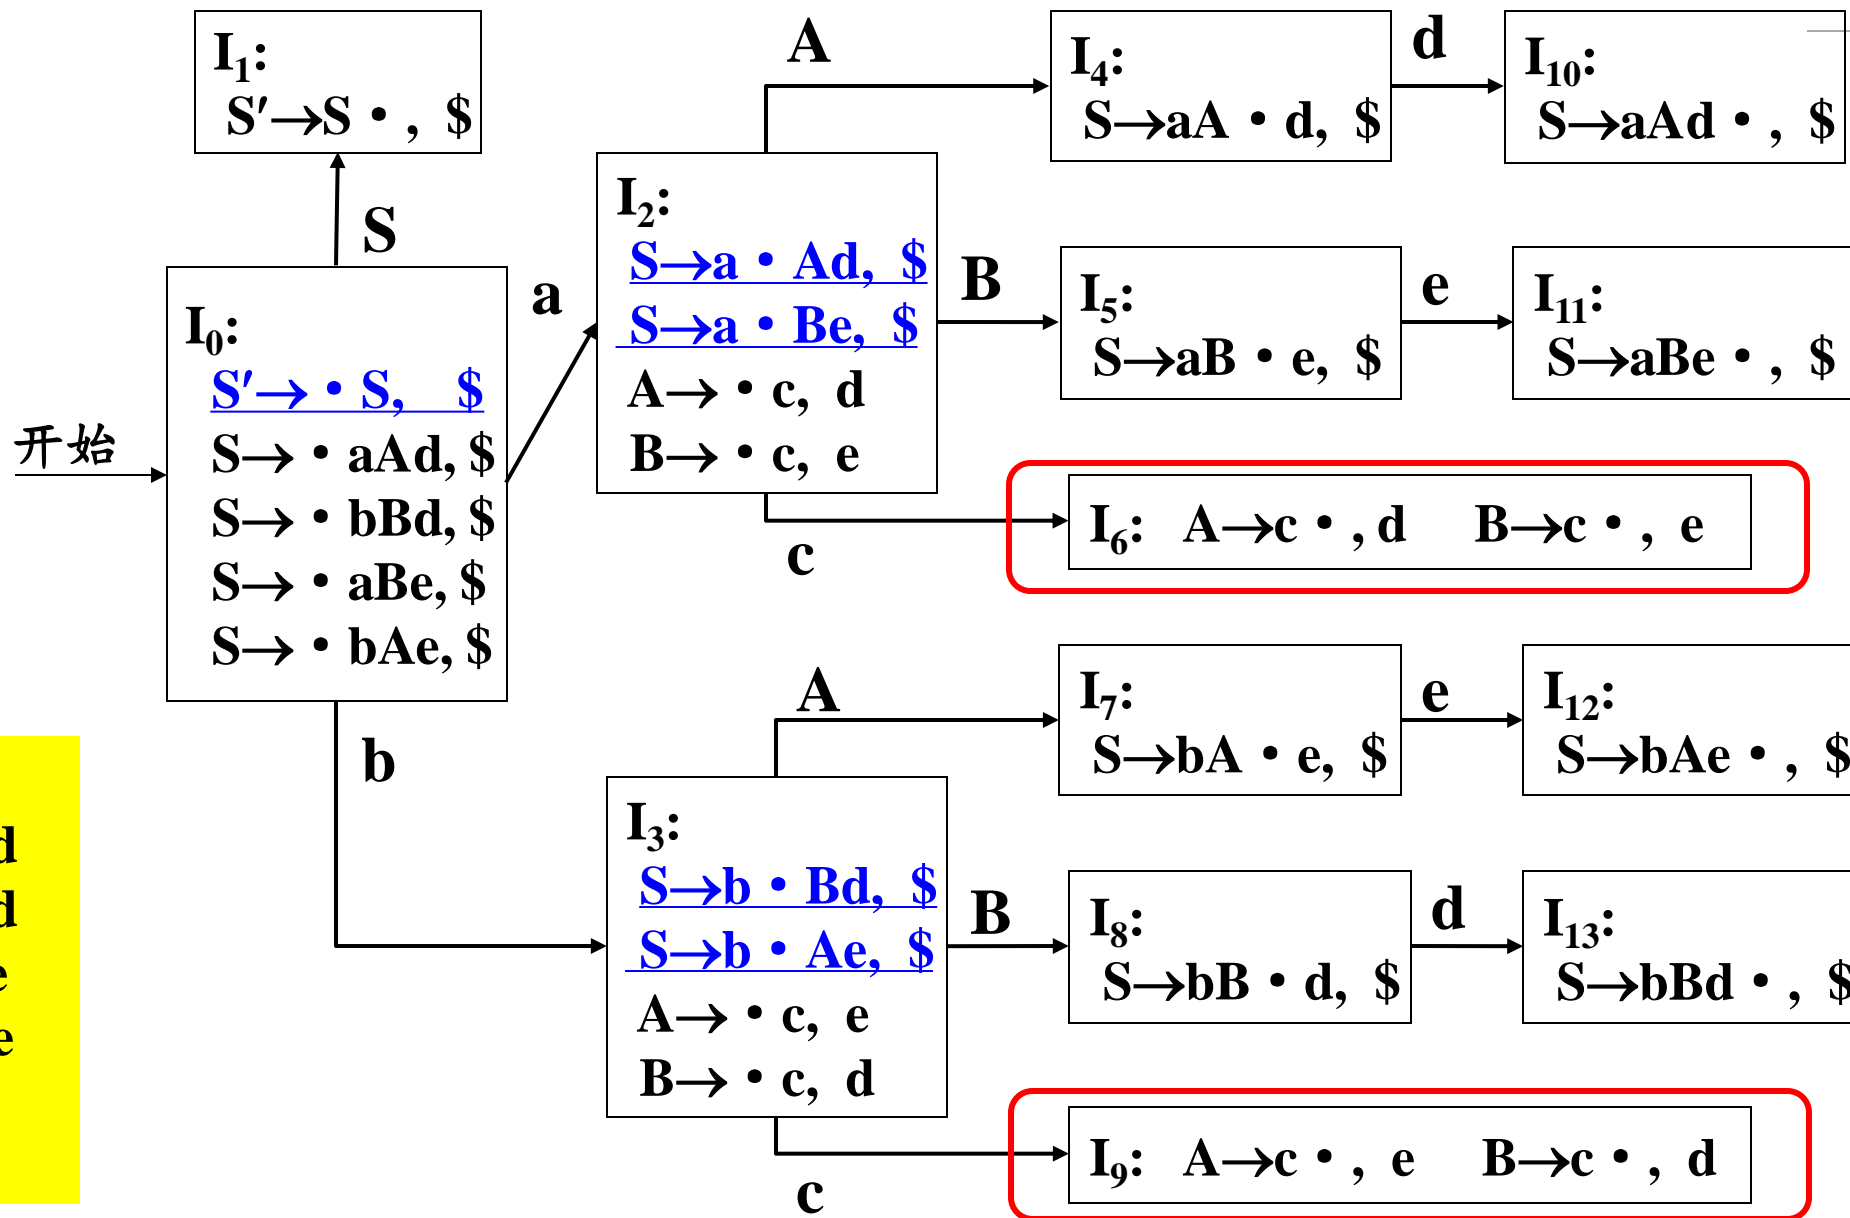 I1:
S′→S·, $
S
开始
I0:
S′→·S, $
S→·aAd, $
S→·bBd, $
S→·aBe, $
S→·bAe, $
a
b
I2:
S→a·Ad, $
S→a·Be, $
A→·c, d
B→·c, e
A
B
c
I4:
S→aA·d, $
d
I10:
S→aAd·, $
I5:
S→aB·e, $
e
I11:
S→aBe·, $
I6: A→c·, d B→c·, e
I3:
S→b·Bd, $
S→b·Ae, $
A→·c, e
B→·c, d
A
B
c
I7:
S→bA·e, $
e
I12:
S→bAe·, $
I8:
S→bB·d, $
d
I13:
S→bBd·, $
I9: A→c·, e B→c·, d
d
d
e
e